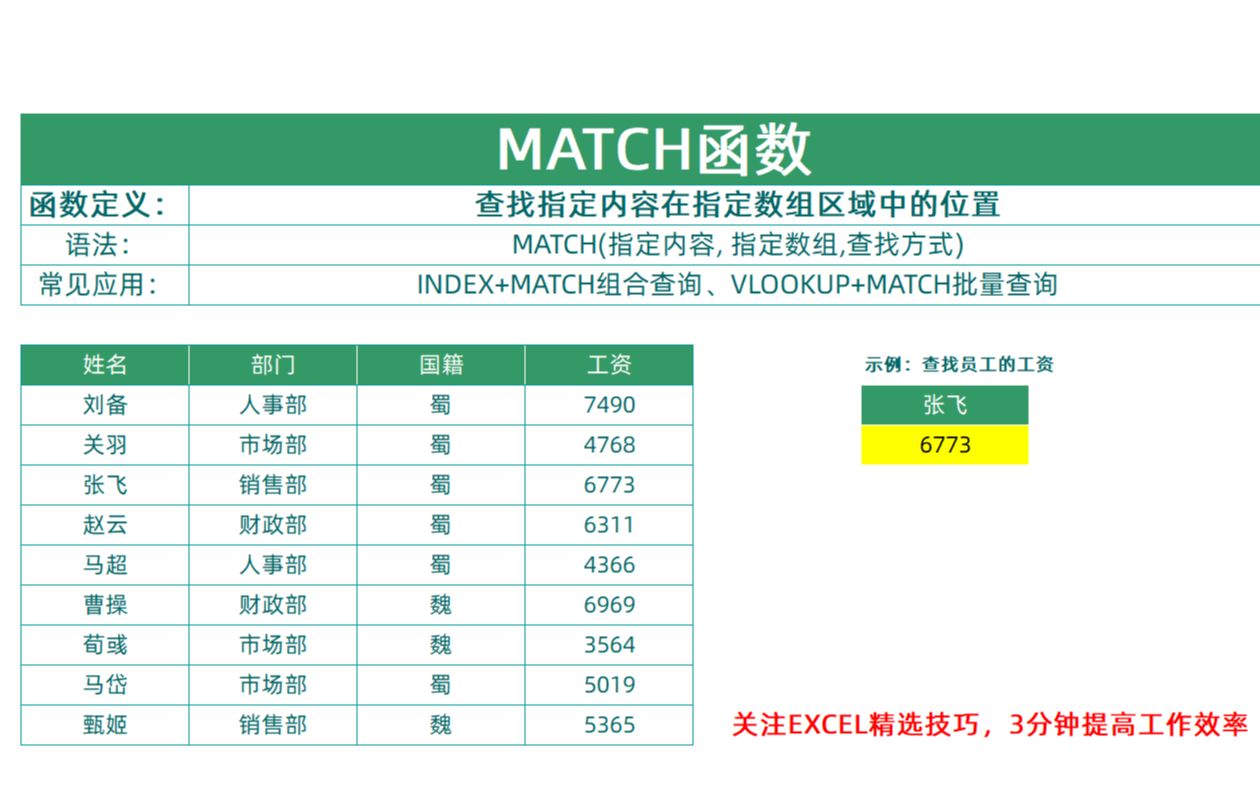 MATCH函数
函数定义： 查找指定内容在指定数组区域中的位置
语法： MATCH(指定内容, 指定数组,查找方式)
常见应用： INDEX+MATCH组合查询、VLOOKUP+MATCH批量查询
姓名 部门 国籍 工资 示例：查找员工的工资
刘备 人事部 蜀 7490 张飞
关羽 市场部 蜀 4768 6773
张飞 销售部 蜀 6773
赵云 财政部 蜀 6311
马超 人事部 蜀 4366
曹操 财政部 魏 6969
荀彧 市场部 魏 3564
马岱 市场部 蜀 5019
甄姬 销售部 魏 5365 关注EXCEL精选技巧，3分钟提高工作效率